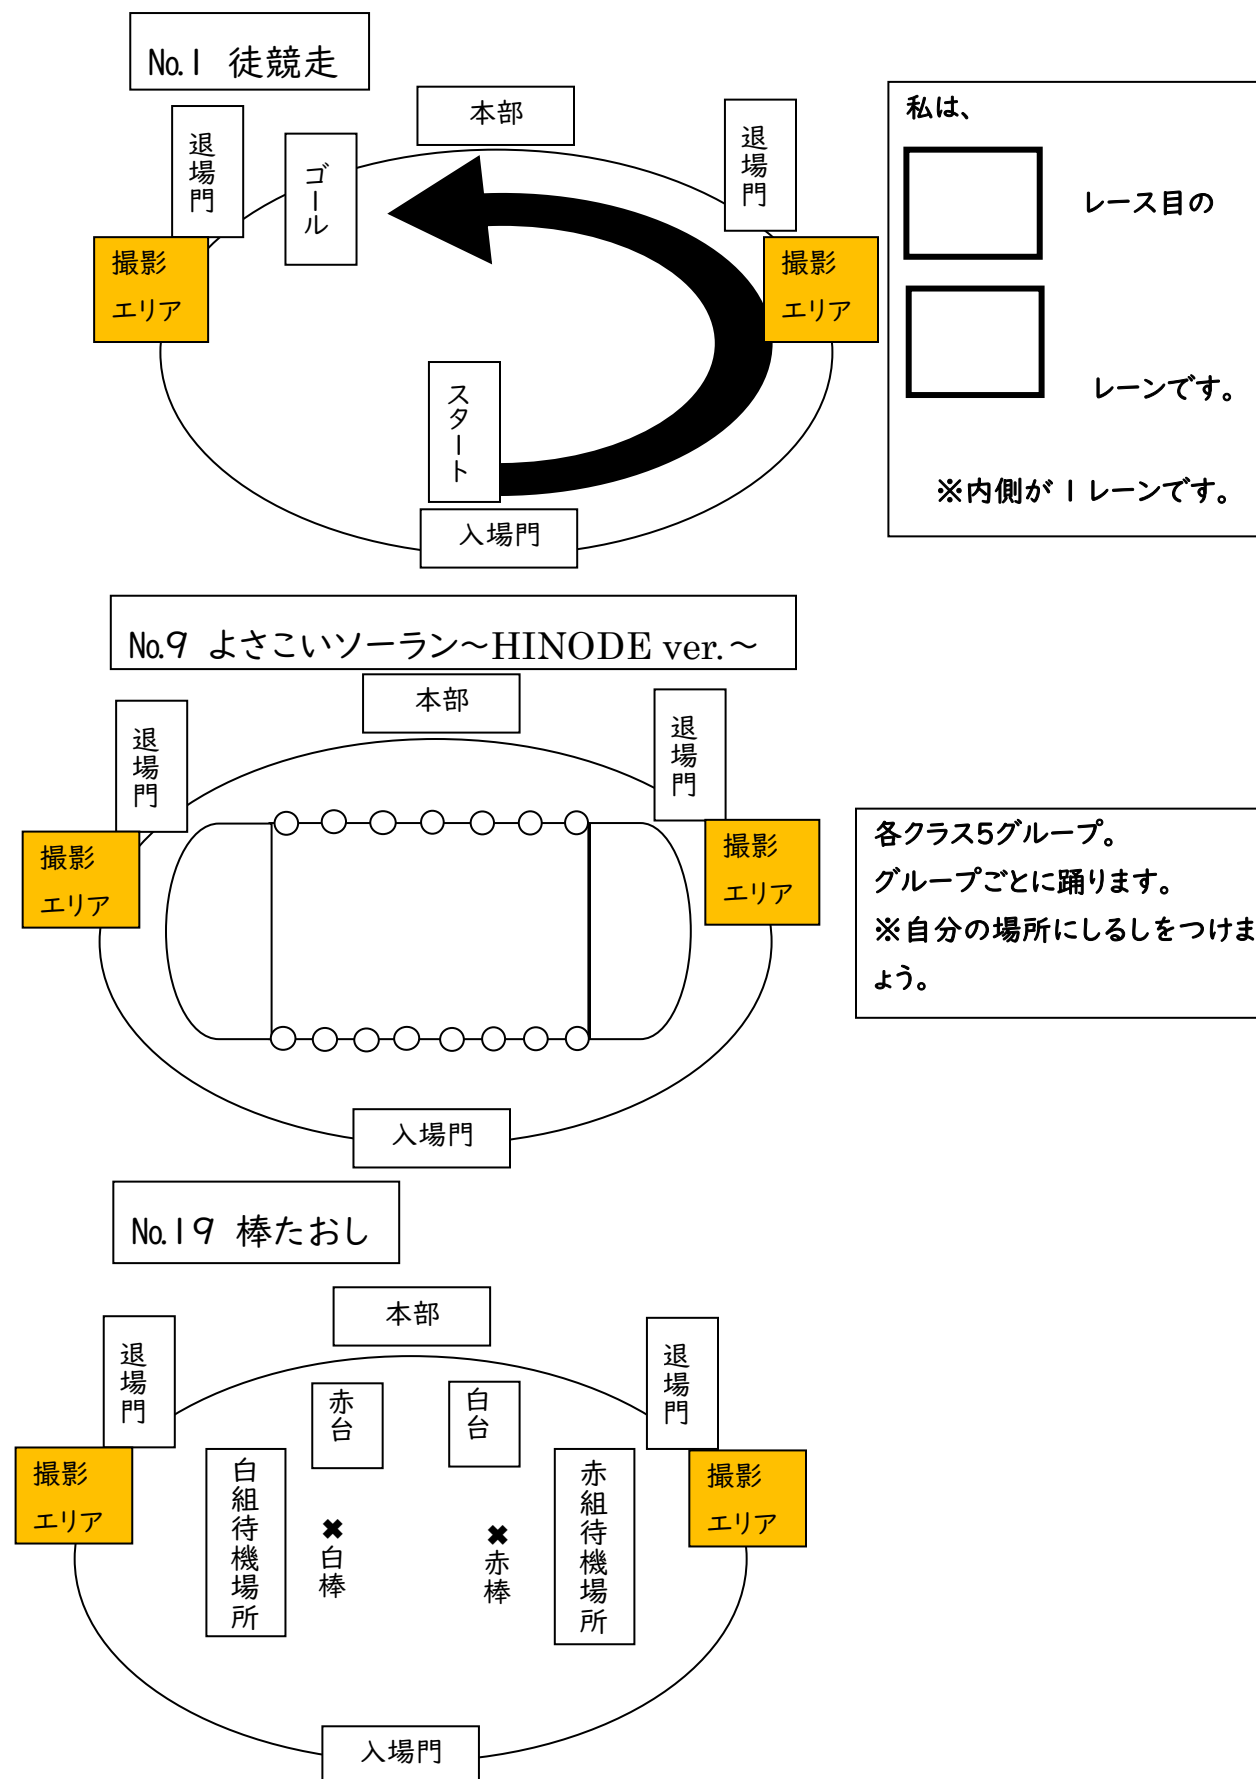 №1 徒競走
本部
退場門
ゴール
退場門
撮影
エリア
撮影
エリア
スタート
入場門
私は、
レース目の
レーンです。
※内側が1レーンです。
№9 よさこいソーラン～HINODE ver.～
本部
退場門
退場門
撮影
エリア
撮影
エリア
入場門
各クラス5グループ。
グループごとに踊ります。
※自分の場所にしるしをつけま
ょう。
№19 棒たおし
本部
退場門
退場門
赤台
白台
撮影
エリア
撮影
エリア
白組待機場所
✖白棒
✖赤棒
赤組待機場所
入場門